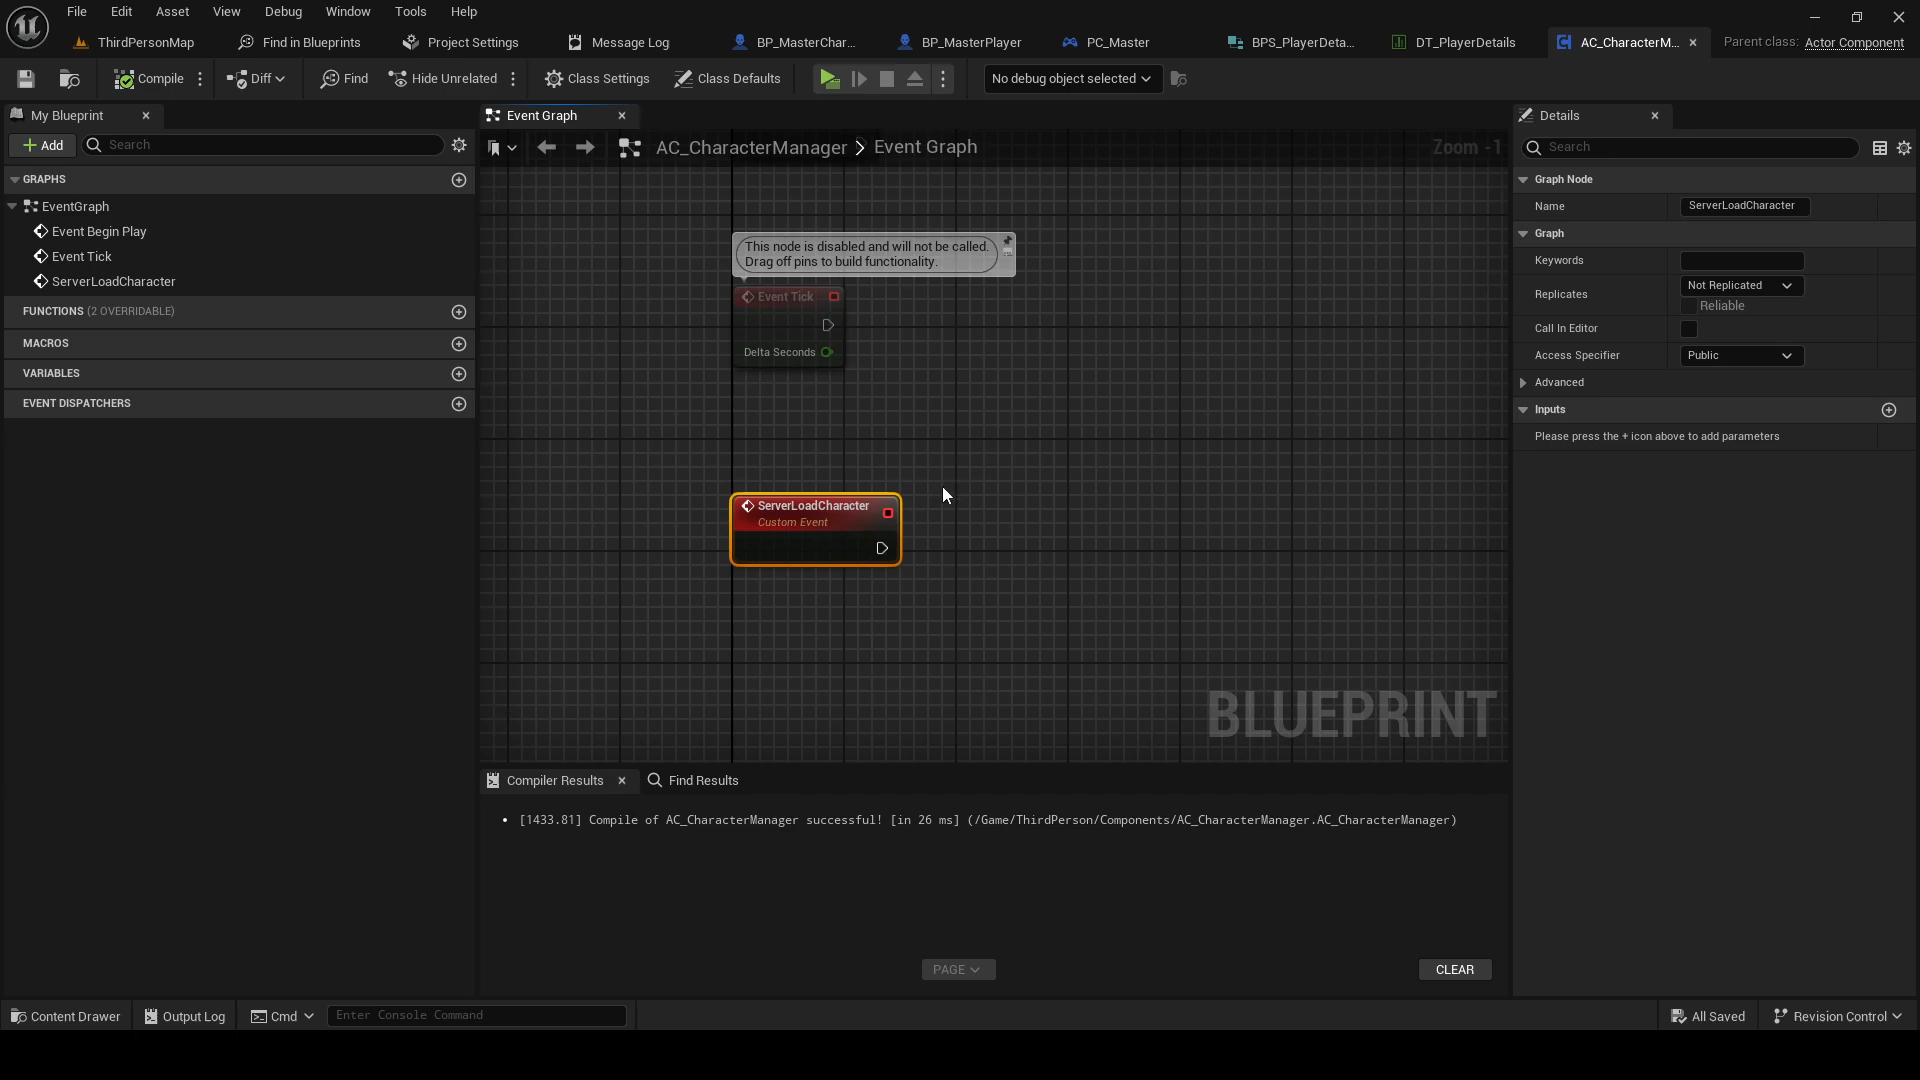 File Edit Asset View Debug Window Tools Help
ThirdPersonMap Find in Blueprints Project Settings Message Log BP_MasterChar... BP_MasterPlayer PC_Master BPS_PlayerDeta... DT_PlayerDetails AC_CharacterM... Parent class: Actor Component
Compile Diff Find Hide Unrelated Class Settings Class Defaults No debug object selected
My Blueprint
Add Search
GRAPHS
EventGraph
Event Begin Play
Event Tick
ServerLoadCharacter
FUNCTIONS (2 OVERRIDABLE)
MACROS
VARIABLES
EVENT DISPATCHERS
Event Graph
AC_CharacterManager > Event Graph Zoom -1
This node is disabled and will not be called.
Drag off pins to build functionality.
Event Tick
Delta Seconds
ServerLoadCharacter
Custom Event
BLUEPRINT
Compiler Results Find Results
• [1433.81] Compile of AC_CharacterManager successful! [in 26 ms] (/Game/ThirdPerson/Components/AC_CharacterManager.AC_CharacterManager)
PAGE CLEAR
Details
Search
Graph Node
Name ServerLoadCharacter
Graph
Keywords
Replicates Not Replicated
Reliable
Call In Editor
Access Specifier Public
Advanced
Inputs
Please press the + icon above to add parameters
Content Drawer Output Log Cmd Enter Console Command All Saved Revision Control